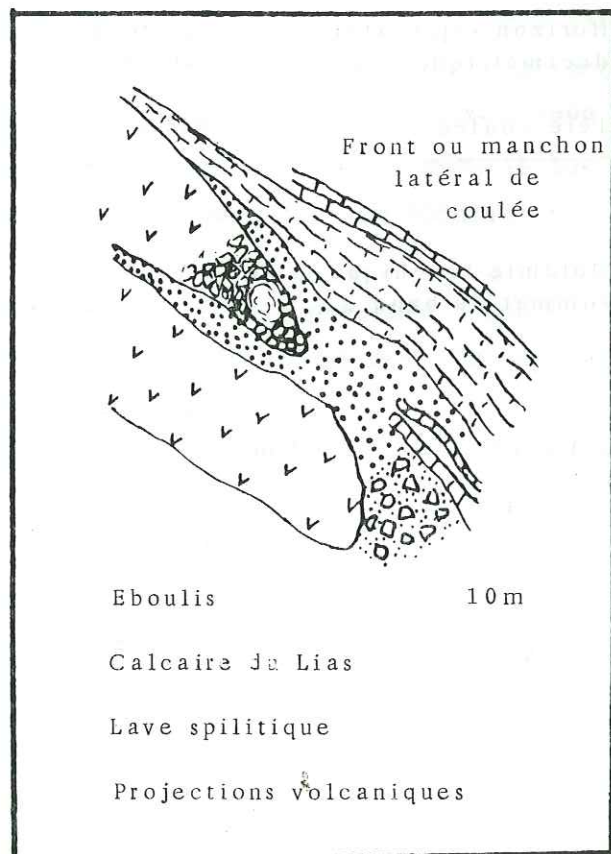 Front ou manchon
latéral de
coulée
Eboulis 10m
Calcaire du Lias
Lave spilitique
Projections volcaniques